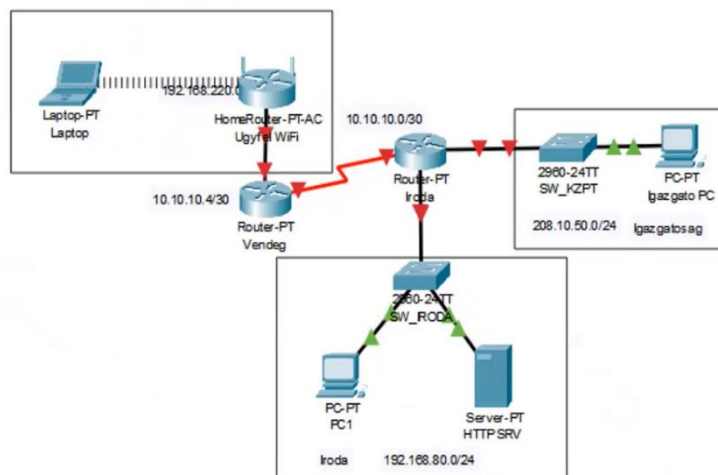 192.168.220.0
Laptop-PT
Laptop
HomeRouter-PT-AC
Ugyfel WiFi
10.10.10.0/30
Router-PT
Iroda
2960-24TT
SW_KZPT
PC-PT
Igazgato PC
10.10.10.4/30
Router-PT
Vendeg
208.10.50.0/24
Igazgatosag
2960-24TT
SW_IRODA
PC-PT
PC1
Server-PT
HTTP SRV
Iroda
192.168.80.0/24